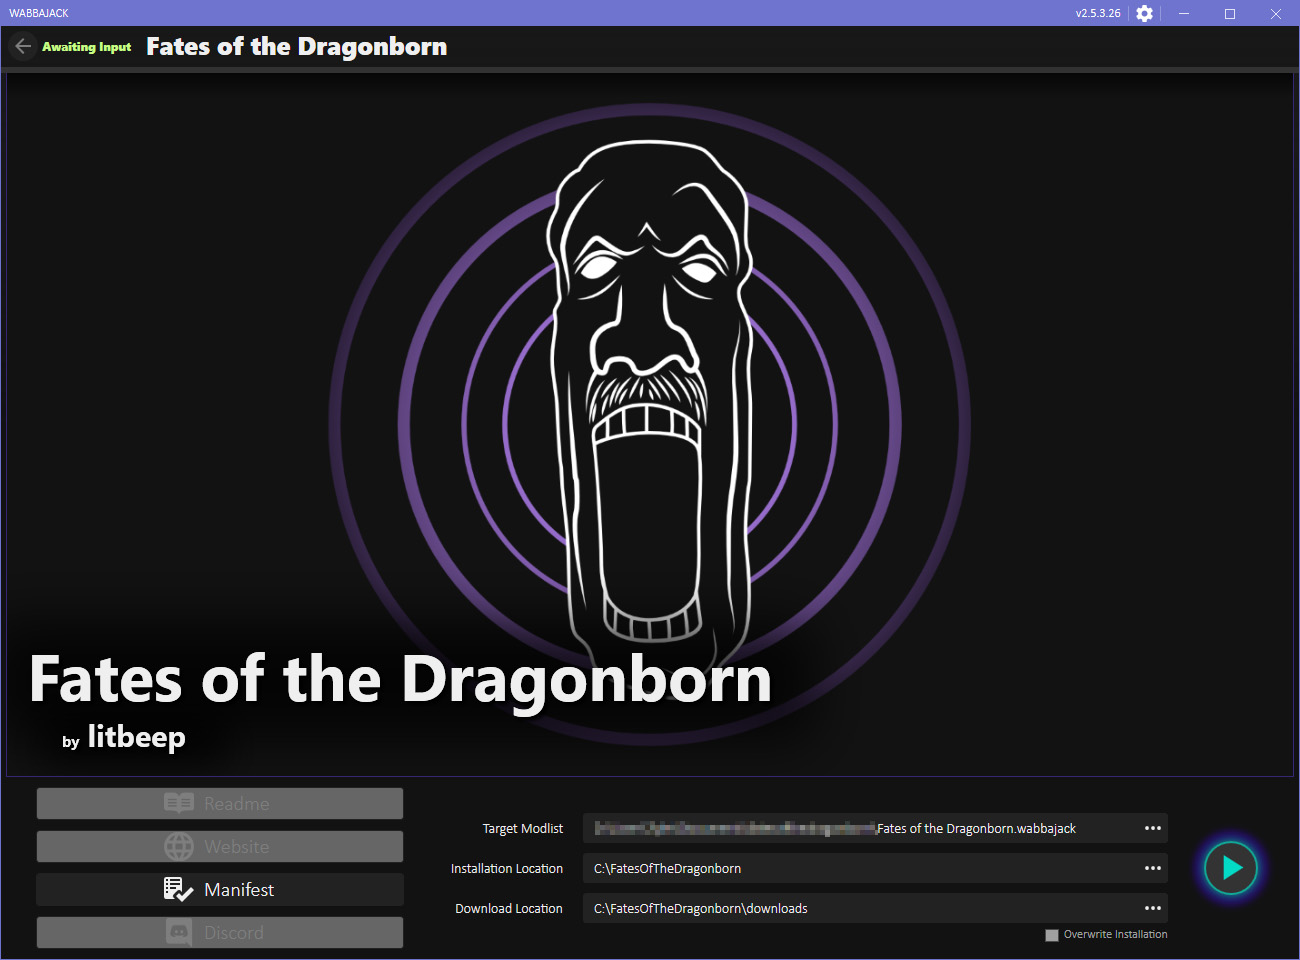 WABBAJACK
v2.5.3.26
Awaiting Input
Fates of the Dragonborn
Fates of the Dragonborn
by litbeep
Readme
Website
Manifest
Discord
Target Modlist
Fates of the Dragonborn.wabbajack
Installation Location
C:\FatesOfTheDragonborn
Download Location
C:\FatesOfTheDragonborn\downloads
Overwrite Installation